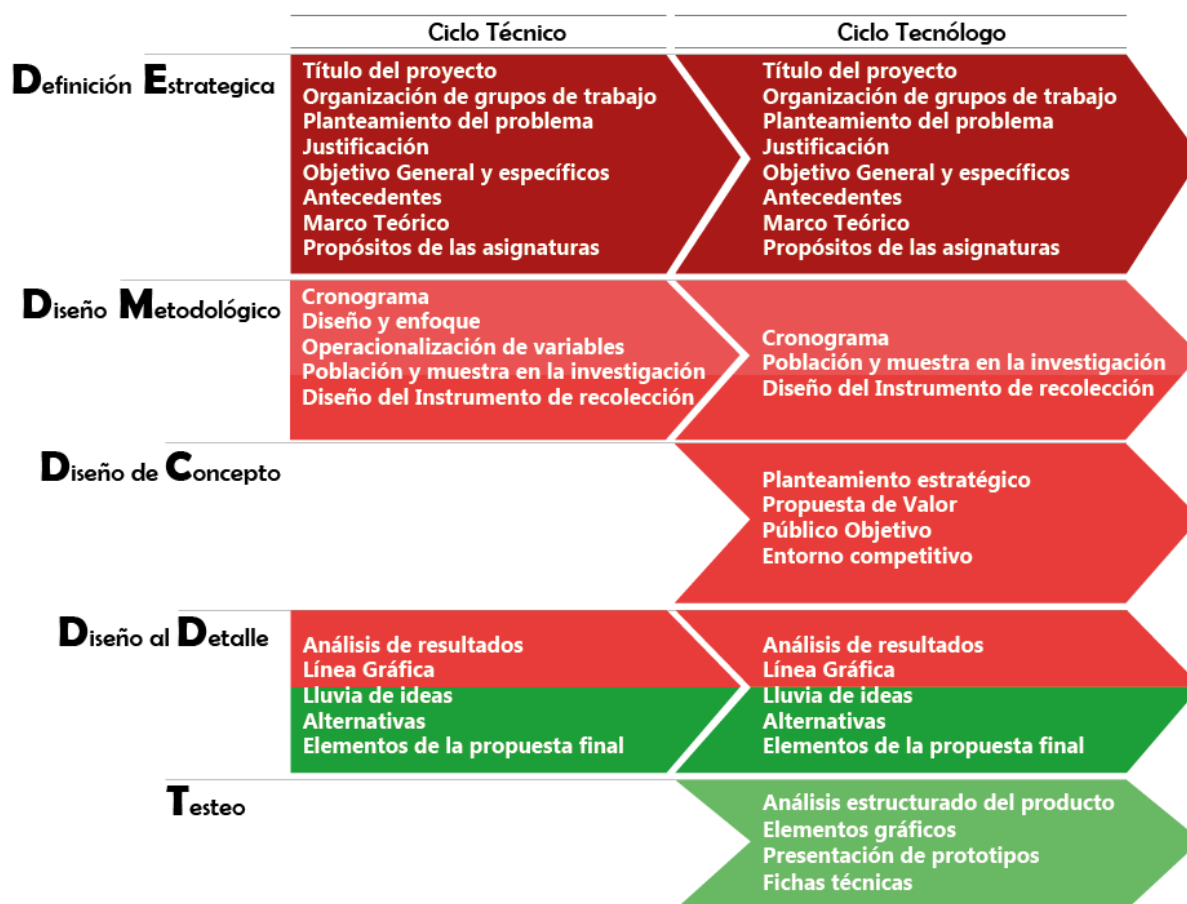 Ciclo Técnico
Ciclo Tecnólogo
Definición Estrategica
Título del proyecto
Organización de grupos de trabajo
Planteamiento del problema
Justificación
Objetivo General y específicos
Antecedentes
Marco Teórico
Propósitos de las asignaturas
Título del proyecto
Organización de grupos de trabajo
Planteamiento del problema
Justificación
Objetivo General y específicos
Antecedentes
Marco Teórico
Propósitos de las asignaturas
Diseño Metodológico
Cronograma
Diseño y enfoque
Operacionalización de variables
Población y muestra en la investigación
Diseño del Instrumento de recolección
Cronograma
Población y muestra en la investigación
Diseño del Instrumento de recolección
Diseño de Concepto
Planteamiento estratégico
Propuesta de Valor
Público Objetivo
Entorno competitivo
Diseño al Detalle
Análisis de resultados
Línea Gráfica
Lluvia de ideas
Alternativas
Elementos de la propuesta final
Análisis de resultados
Línea Gráfica
Lluvia de ideas
Alternativas
Elementos de la propuesta final
Testeo
Análisis estructurado del producto
Elementos gráficos
Presentación de prototipos
Fichas técnicas